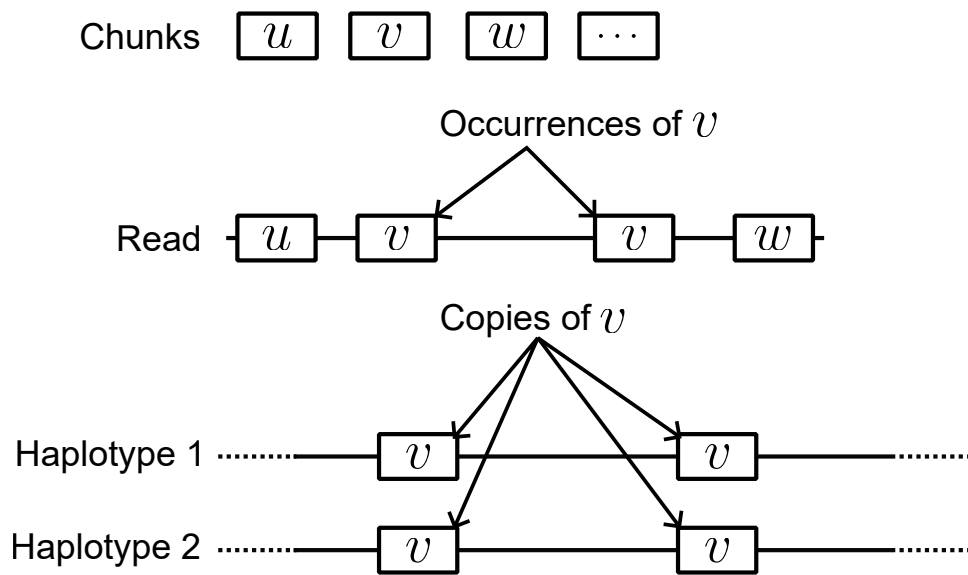 Chunks u v w ...
Occurrences of v
Read u v v w
Copies of v
Haplotype 1 v v
Haplotype 2 v v